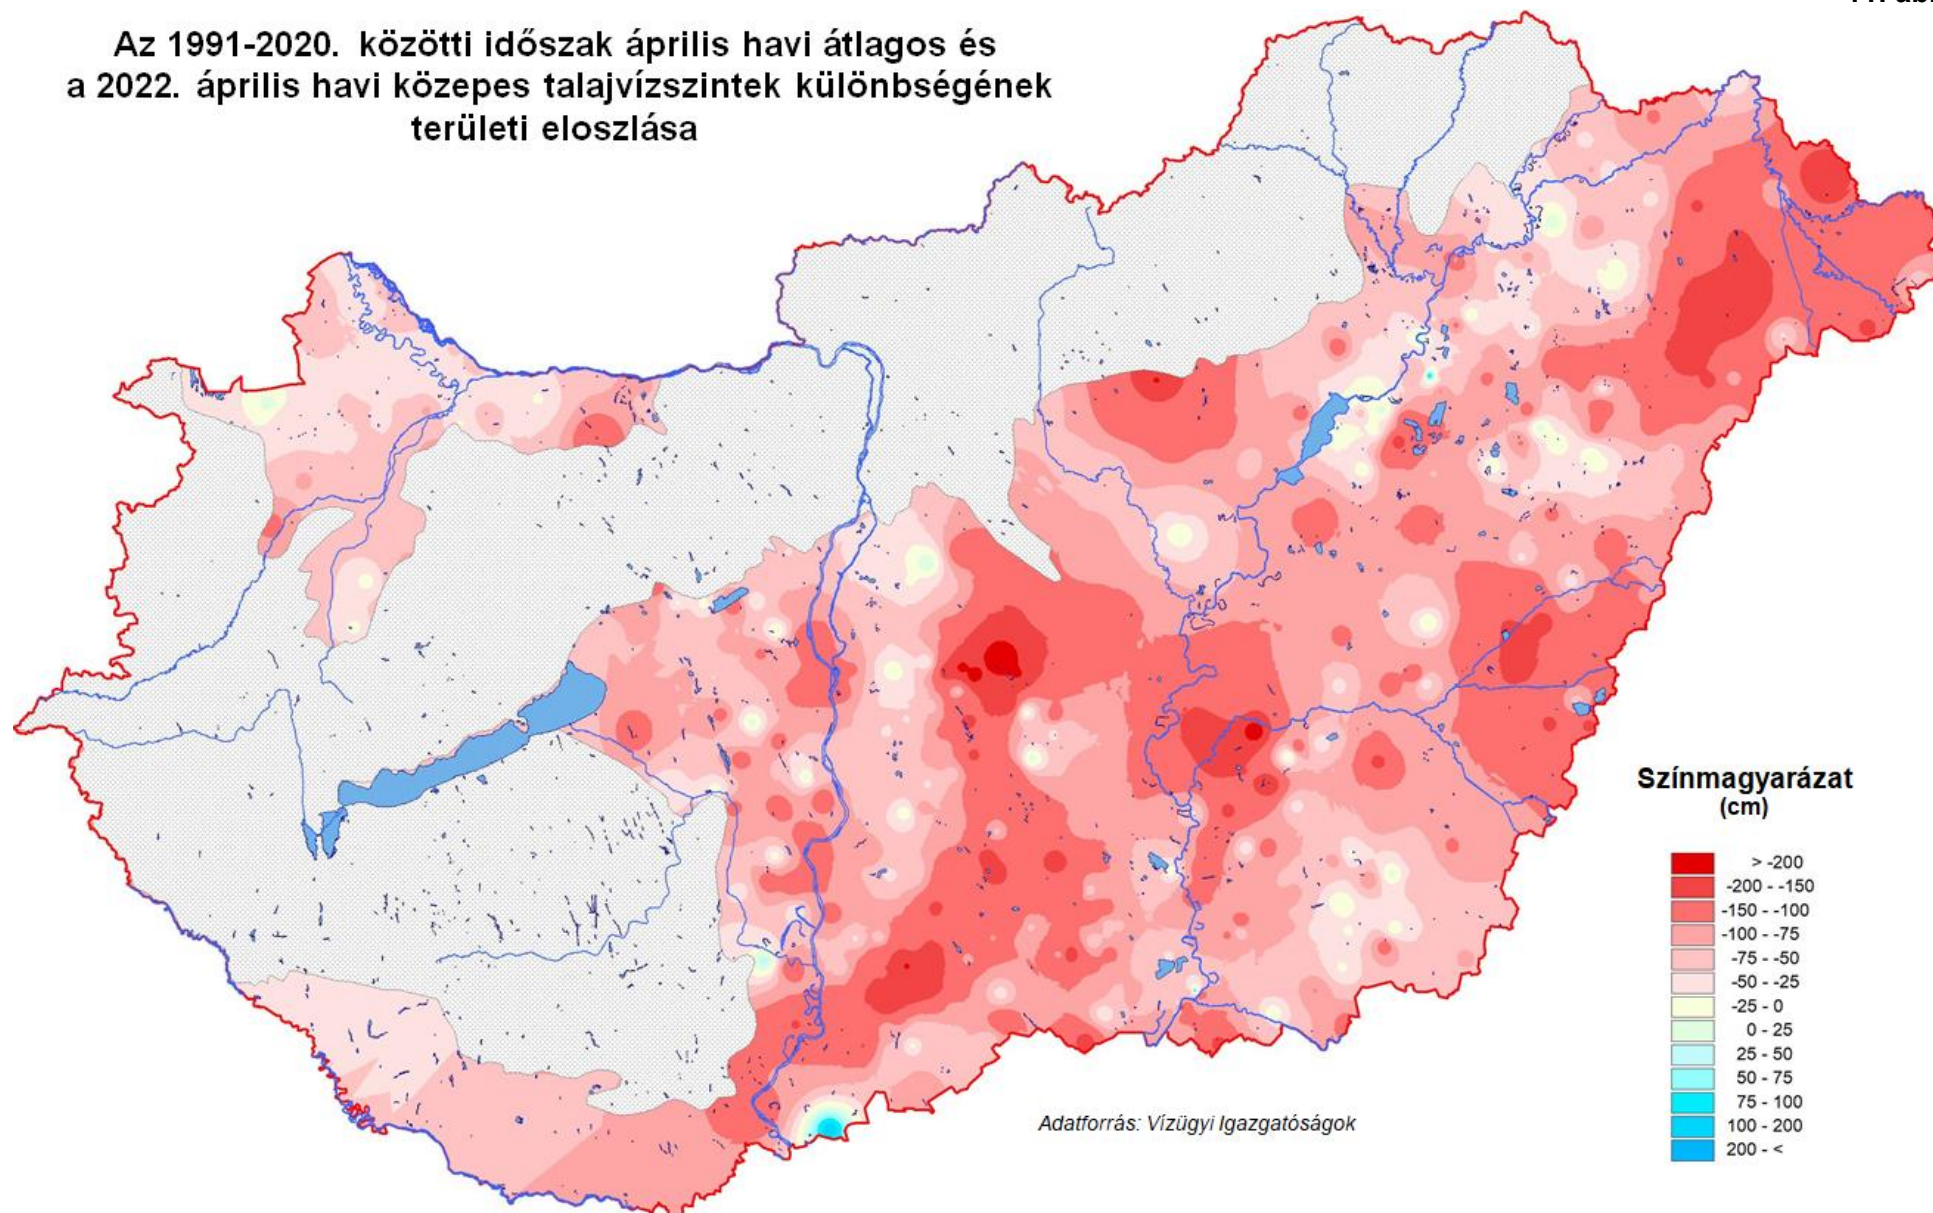 Az 1991-2020. közötti időszak április havi átlagos és
a 2022. április havi közepes talajvízszintek különbségének
területi eloszlása
Színmagyarázat
(cm)
> -200
-200 - -150
-150 - -100
-100 - -75
-75 - -50
-50 - -25
-25 - 0
0 - 25
25 - 50
50 - 75
75 - 100
100 - 200
200 - <
Adatforrás: Vízügyi Igazgatóságok